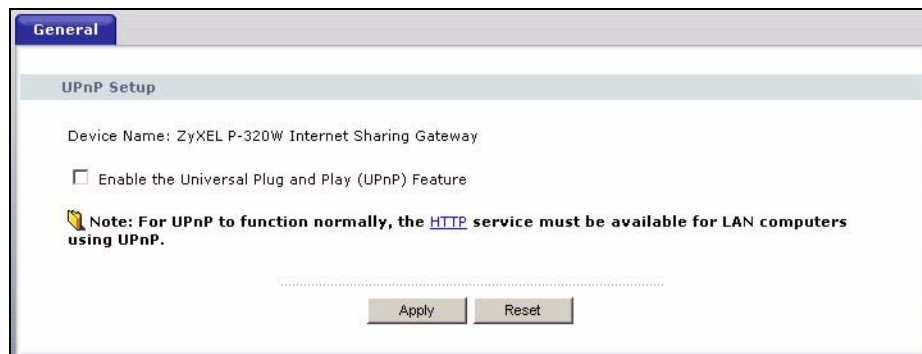 General
UPnP Setup
Device Name: ZyXEL P-320W Internet Sharing Gateway
Enable the Universal Plug and Play (UPnP) Feature
Note: For UPnP to function normally, the HTTP service must be available for LAN computers
using UPnP.
Apply Reset